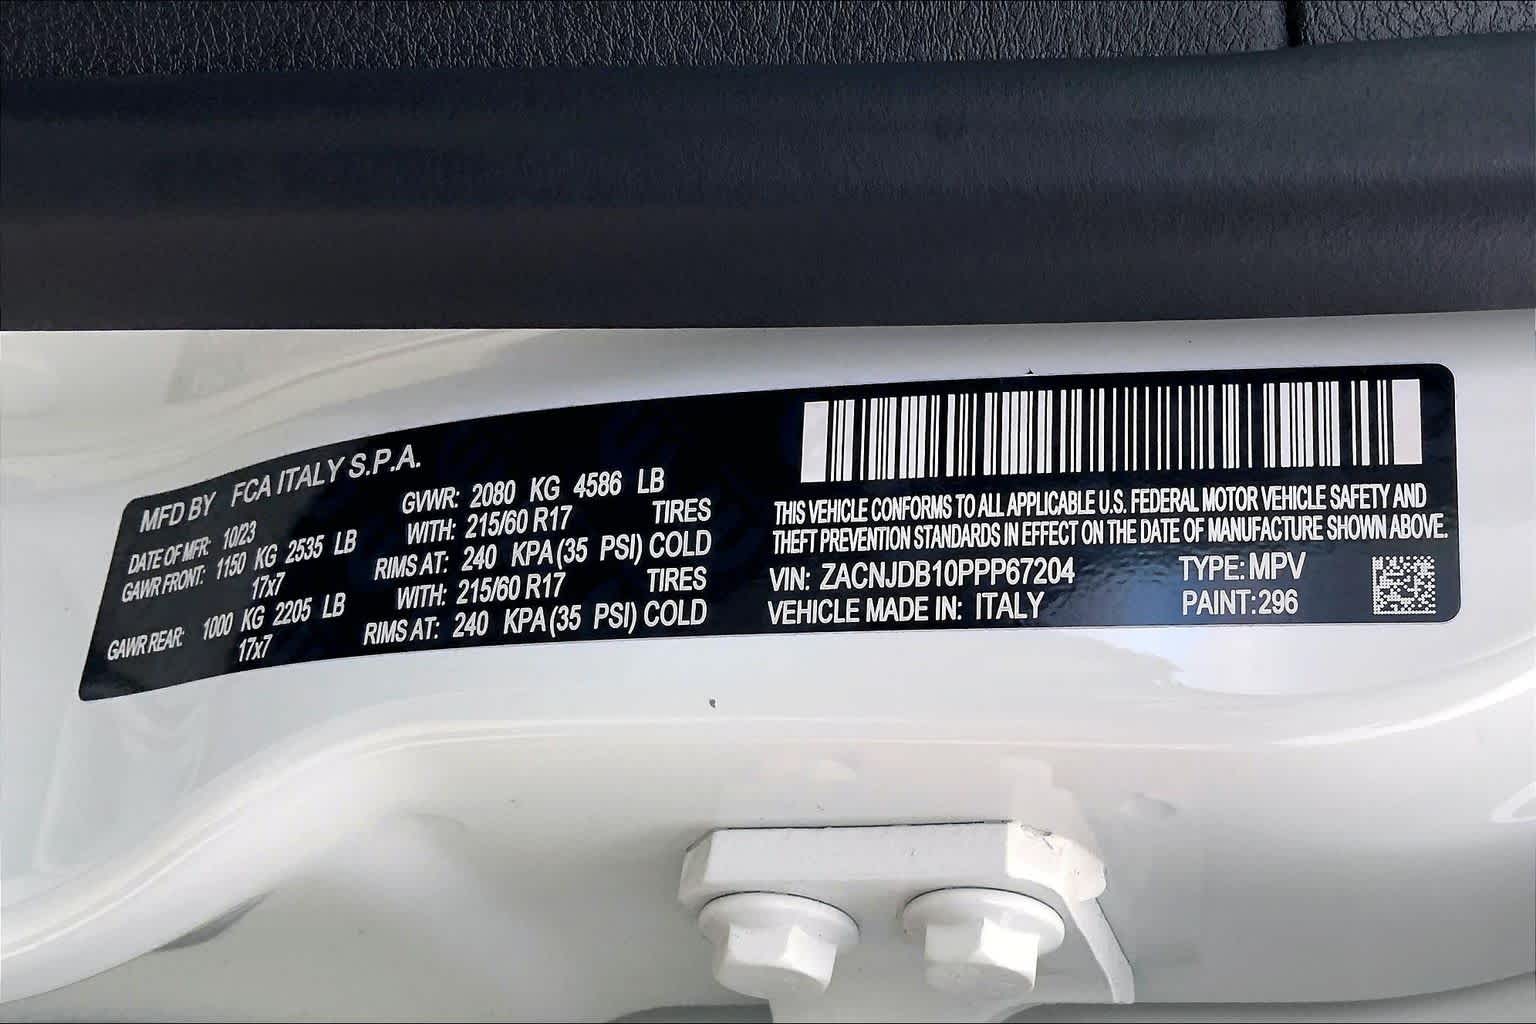 MFD BY FCA ITALY S.P.A.
DATE OF MFR: 10/23
GVWR: 2080 KG 4586 LB
GAWR FRONT: 1150 KG 2535 LB WITH: 215/60 R17 TIRES
17x7 RIMS AT: 240 KPA (35 PSI) COLD
GAWR REAR: 1000 KG 2205 LB WITH: 215/60 R17 TIRES
17x7 RIMS AT: 240 KPA (35 PSI) COLD
THIS VEHICLE CONFORMS TO ALL APPLICABLE U.S. FEDERAL MOTOR VEHICLE SAFETY AND
THEFT PREVENTION STANDARDS IN EFFECT ON THE DATE OF MANUFACTURE SHOWN ABOVE.
VIN: ZACNJDB10PPP67204 TYPE: MPV
VEHICLE MADE IN: ITALY PAINT: 296